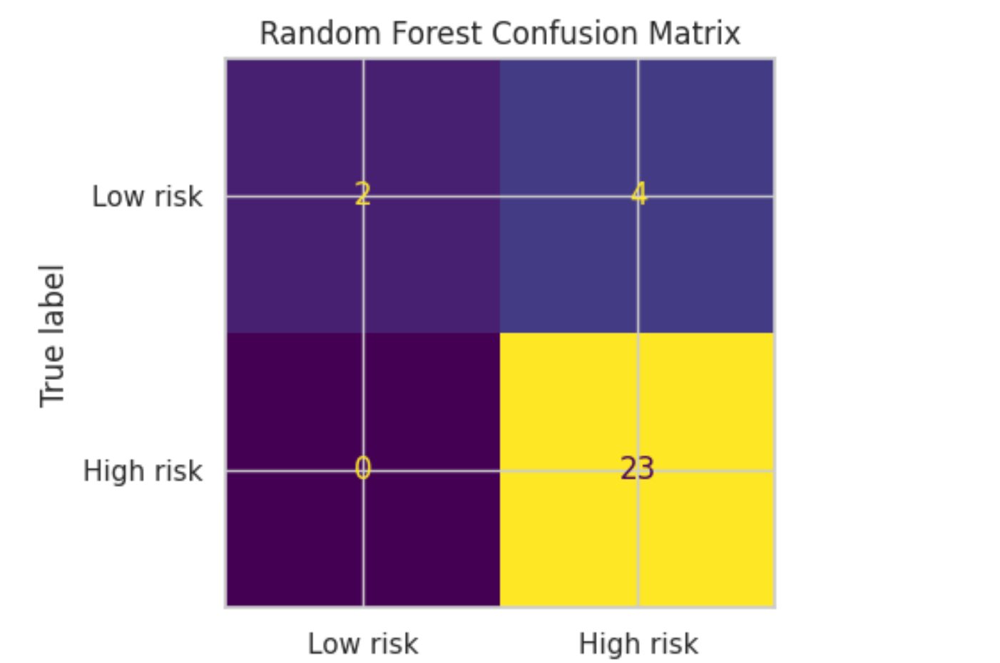 Random Forest Confusion Matrix
Low risk
2
4
True label
High risk
0
23
Low risk
High risk